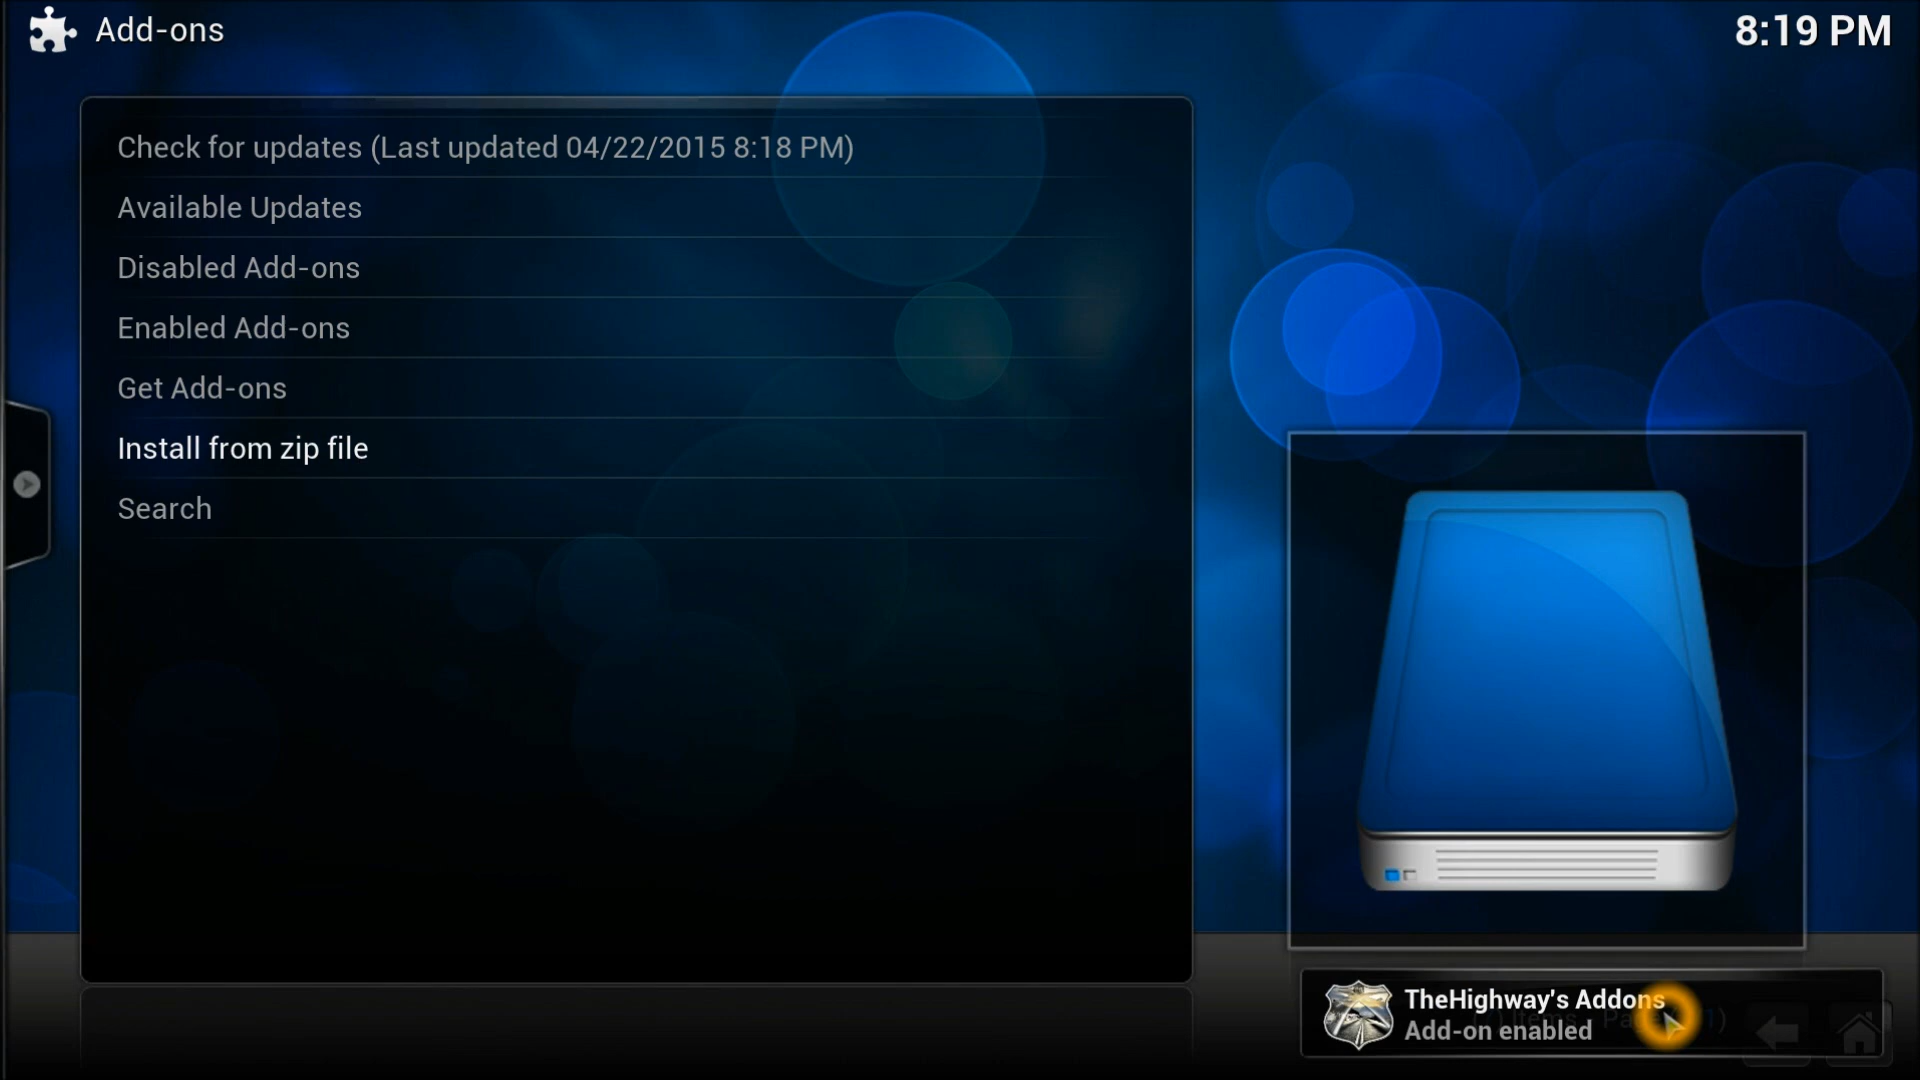 Add-ons
8:19 PM
Check for updates (Last updated 04/22/2015 8:18 PM)
Available Updates
Disabled Add-ons
Enabled Add-ons
Get Add-ons
Install from zip file
Search
TheHighway's Addons
Add-on enabled